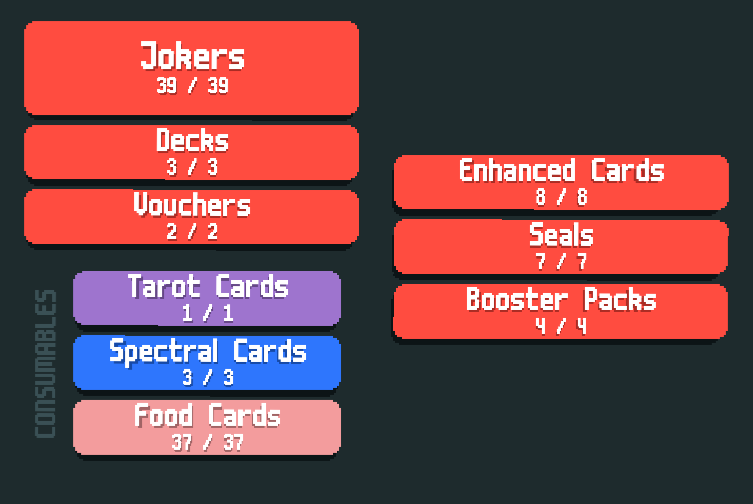 Jokers
39 / 39
Decks
3 / 3
Vouchers
2 / 2
CONSUMABLES
Tarot Cards
1 / 1
Spectral Cards
3 / 3
Food Cards
37 / 37
Enhanced Cards
8 / 8
Seals
7 / 7
Booster Packs
4 / 4